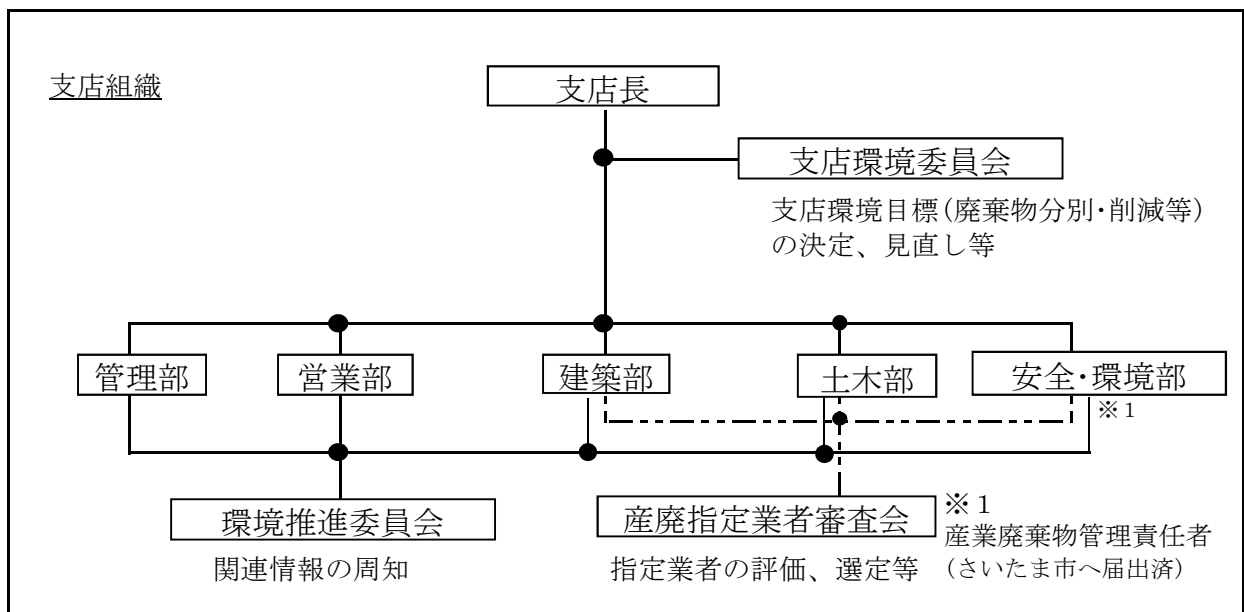 支店組織
支店長
支店環境委員会
支店環境目標(廃棄物分別･削減等)
の決定、見直し等
管理部
営業部
建築部
土木部
安全･環境部
※１
環境推進委員会
関連情報の周知
産廃指定業者審査会
指定業者の評価、選定等
※１
産業廃棄物管理責任者
(さいたま市へ届出済)